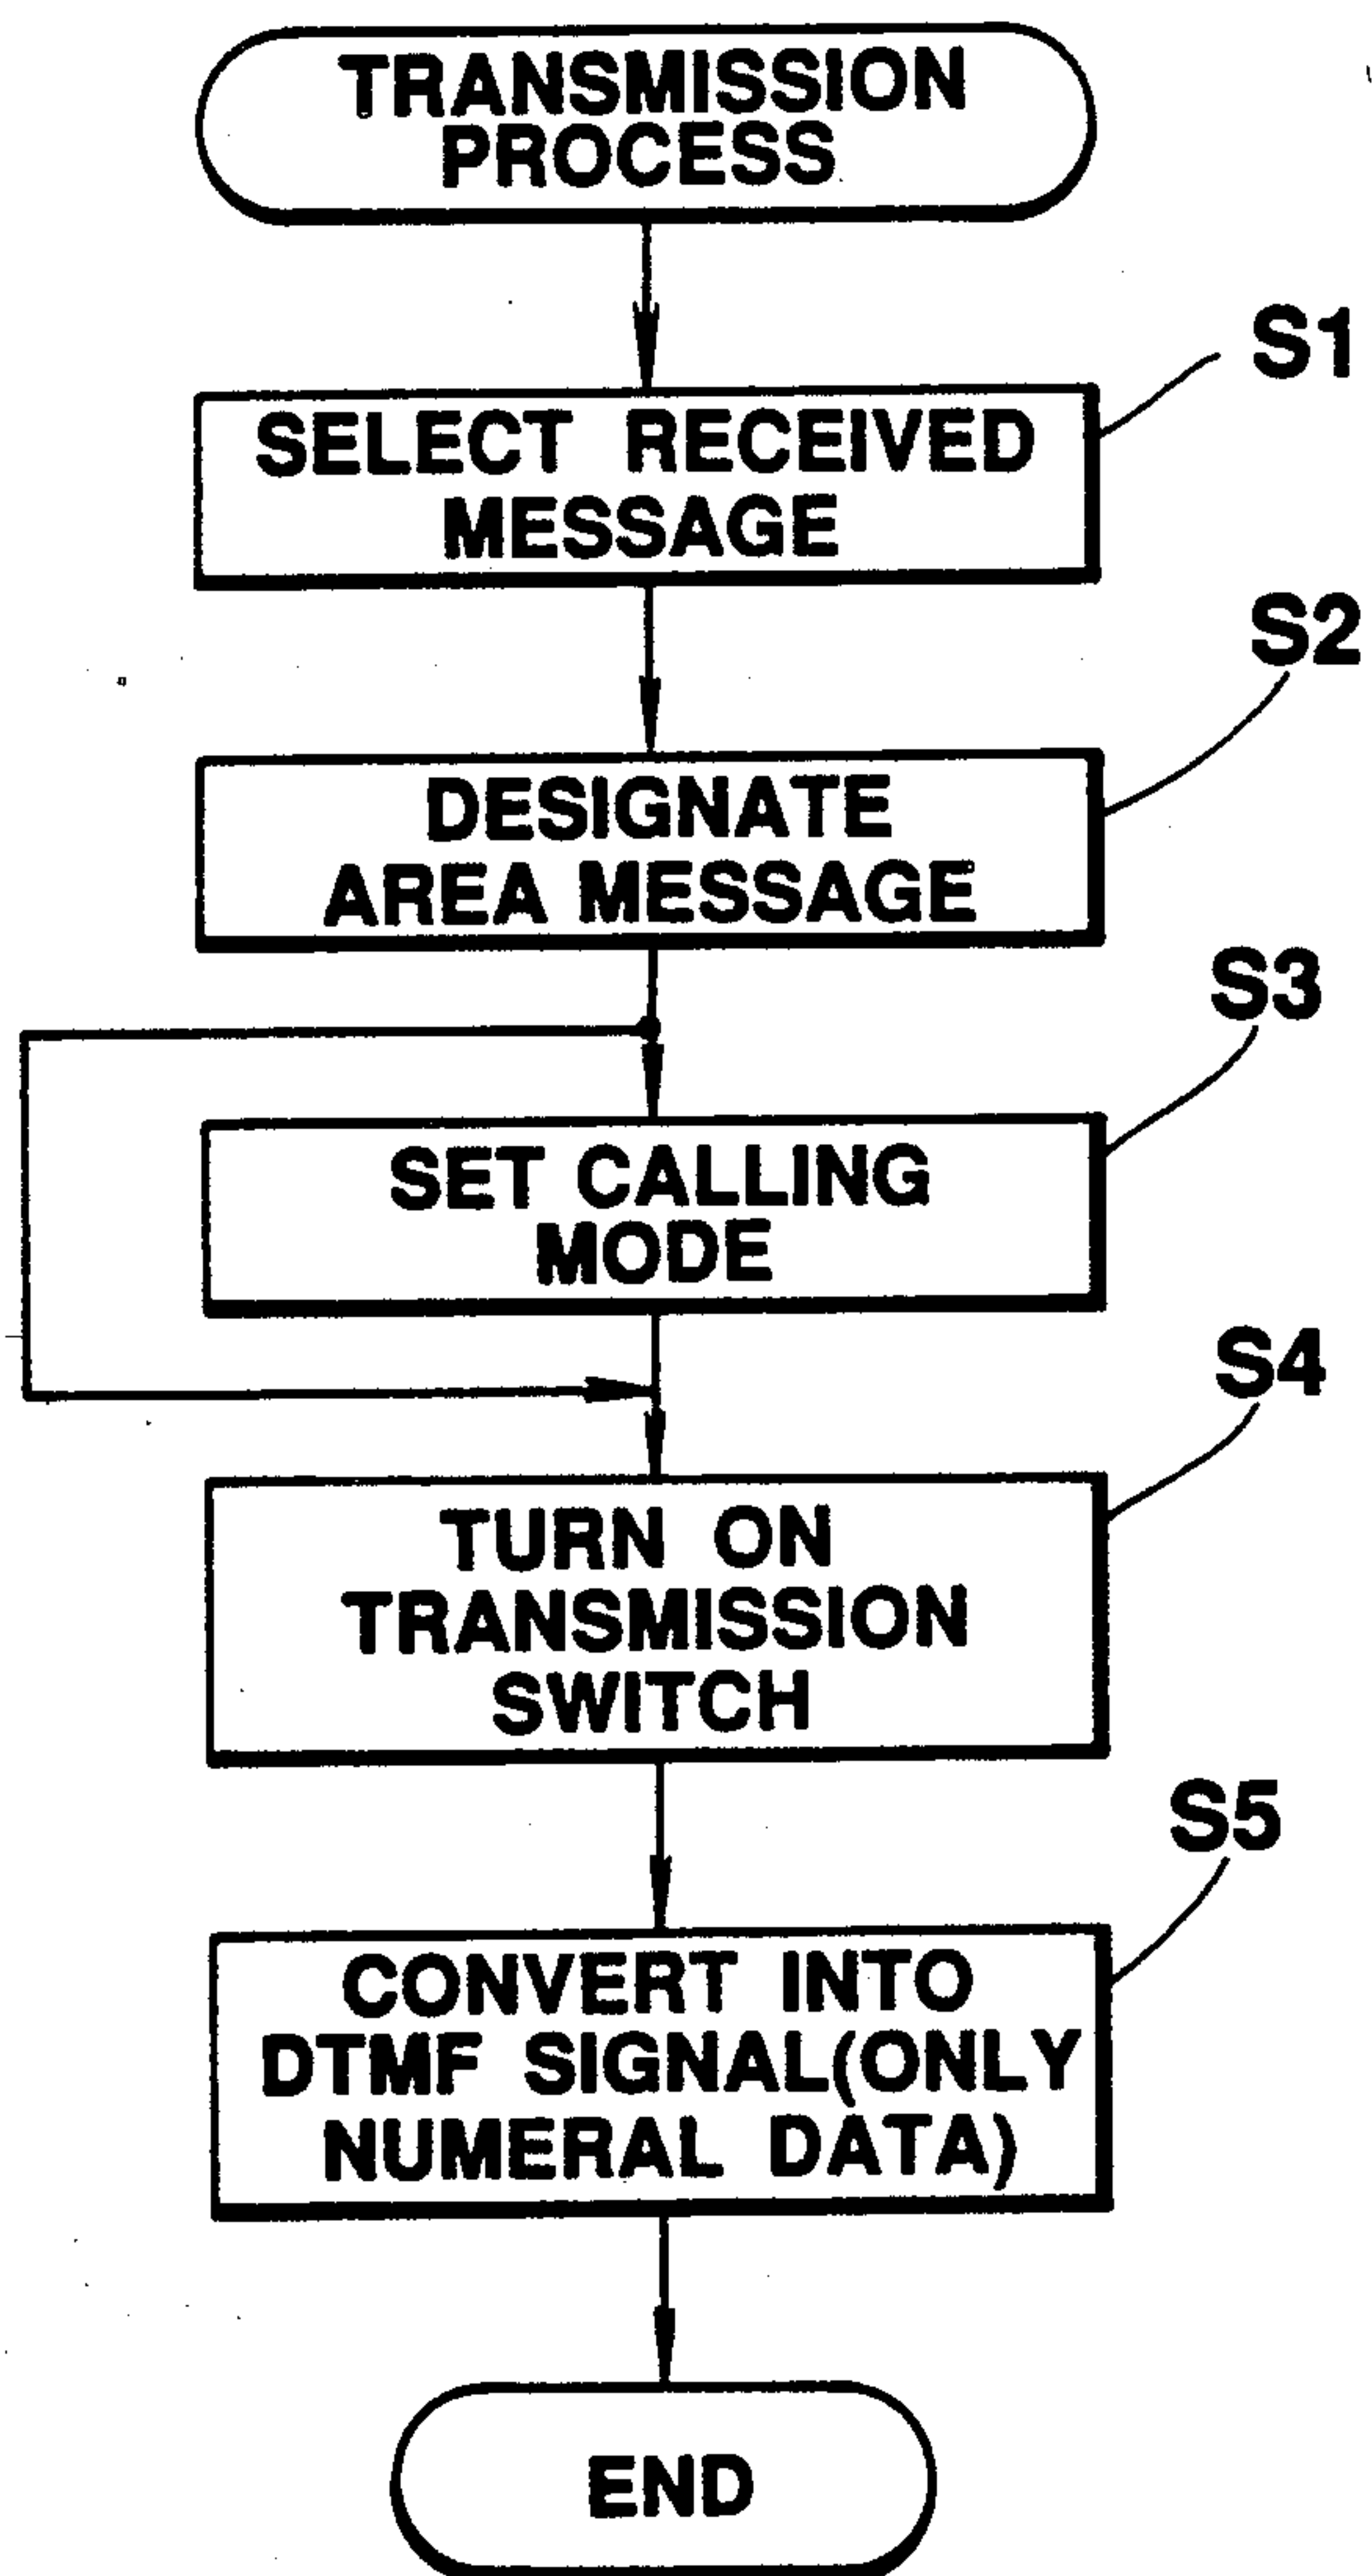 TRANSMISSION
PROCESS
S1
SELECT RECEIVED
MESSAGE
S2
DESIGNATE
AREA MESSAGE
S3
SET CALLING
MODE
S4
TURN ON
TRANSMISSION
SWITCH
S5
CONVERT INTO
DTMF SIGNAL(ONLY
NUMERAL DATA)
END